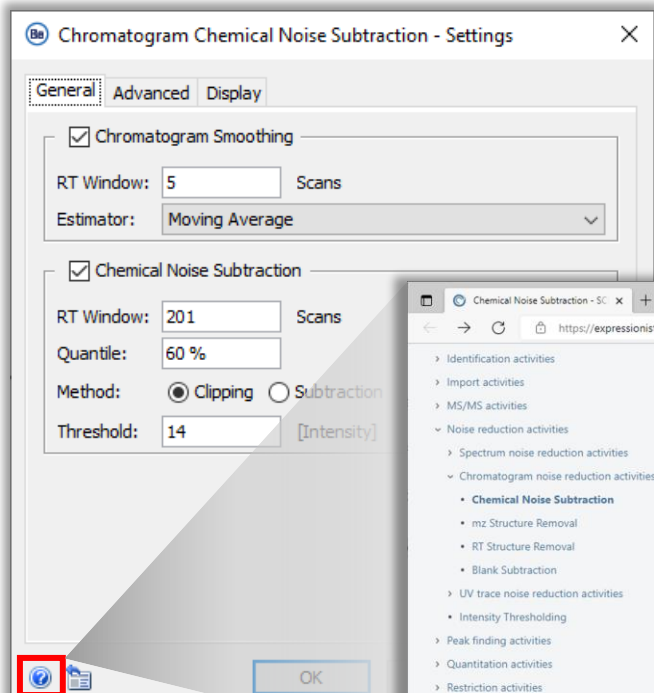 Chromatogram Chemical Noise Subtraction - Settings
General Advanced Display
Chromatogram Smoothing
RT Window: 5 Scans
Estimator: Moving Average
Chemical Noise Subtraction
RT Window: 201 Scans
Quantile: 60 %
Method: Clipping Subtraction
Threshold: 14 [Intensity]
OK
Chemical Noise Subtraction - SC
https://expressionist
Identification activities
Import activities
MS/MS activities
Noise reduction activities
Spectrum noise reduction activities
Chromatogram noise reduction activities
Chemical Noise Subtraction
mz Structure Removal
RT Structure Removal
Blank Subtraction
UV trace noise reduction activities
Intensity Thresholding
Peak finding activities
Quantitation activities
Restriction activities